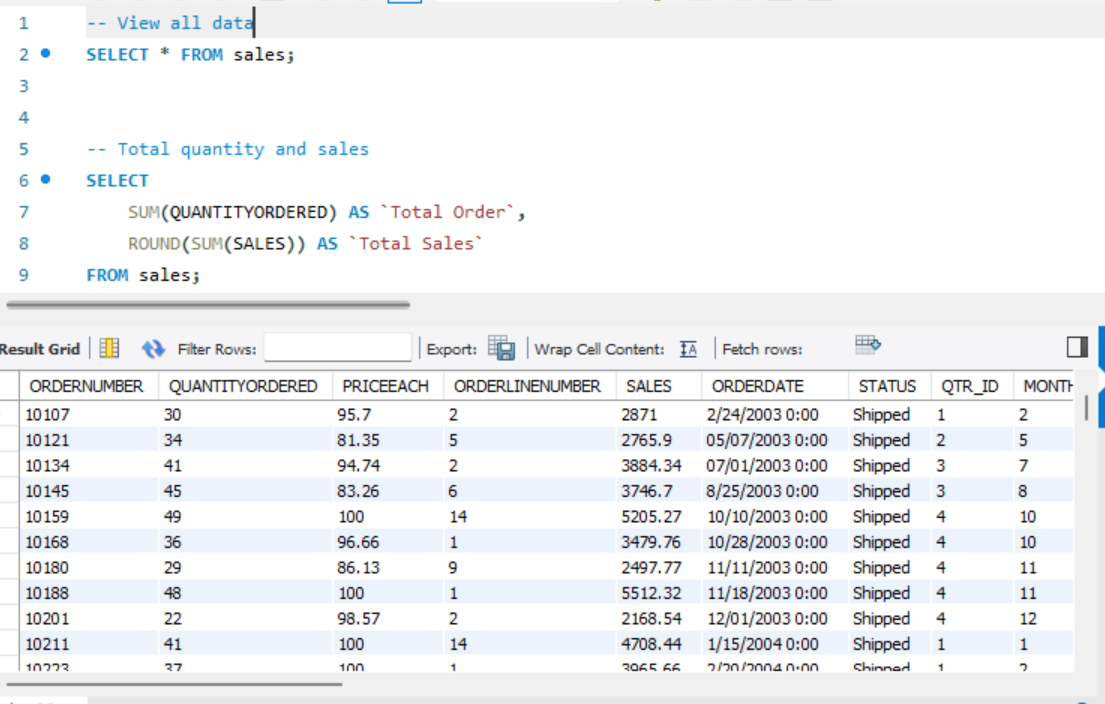 1 -- View all data
2 SELECT * FROM sales;
3
4
5 -- Total quantity and sales
6 SELECT
7 SUM(QUANTITYORDERED) AS `Total Order`,
8 ROUND(SUM(SALES)) AS `Total Sales`
9 FROM sales;
Result Grid Filter Rows: Export: Wrap Cell Content: IA Fetch rows:
ORDERNUMBER QUANTITYORDERED PRICEEACH ORDERLINENUMBER SALES ORDERDATE STATUS QTR_ID MONTH
10107 30 95.7 2 2871 2/24/2003 0:00 Shipped 1 2
10121 34 81.35 5 2765.9 05/07/2003 0:00 Shipped 2 5
10134 41 94.74 2 3884.34 07/01/2003 0:00 Shipped 3 7
10145 45 83.26 6 3746.7 8/25/2003 0:00 Shipped 3 8
10159 49 100 14 5205.27 10/10/2003 0:00 Shipped 4 10
10168 36 96.66 1 3479.76 10/28/2003 0:00 Shipped 4 10
10180 29 86.13 9 2497.77 11/11/2003 0:00 Shipped 4 11
10188 48 100 1 5512.32 11/18/2003 0:00 Shipped 4 11
10201 22 98.57 2 2168.54 12/01/2003 0:00 Shipped 4 12
10211 41 100 14 4708.44 1/15/2004 0:00 Shipped 1 1
10223 37 100 1 3965.66 2/20/2004 0:00 Shipped 1 2